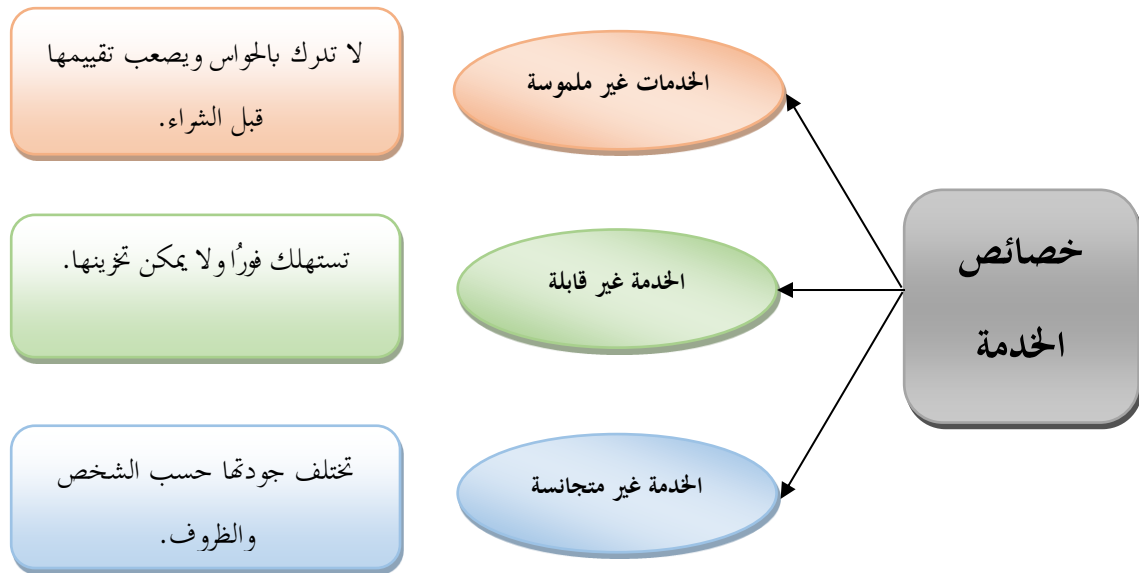 خصائص
الخدمة
الخدمات غير ملموسة
لا تدرك بالحواس ويصعب تقييمها
قبل الشراء.
الخدمة غير قابلة
تستهلك فورُا ولا يمكن تخزينها.
الخدمة غير متجانسة
تختلف جودتها حسب الشخص
والظروف.